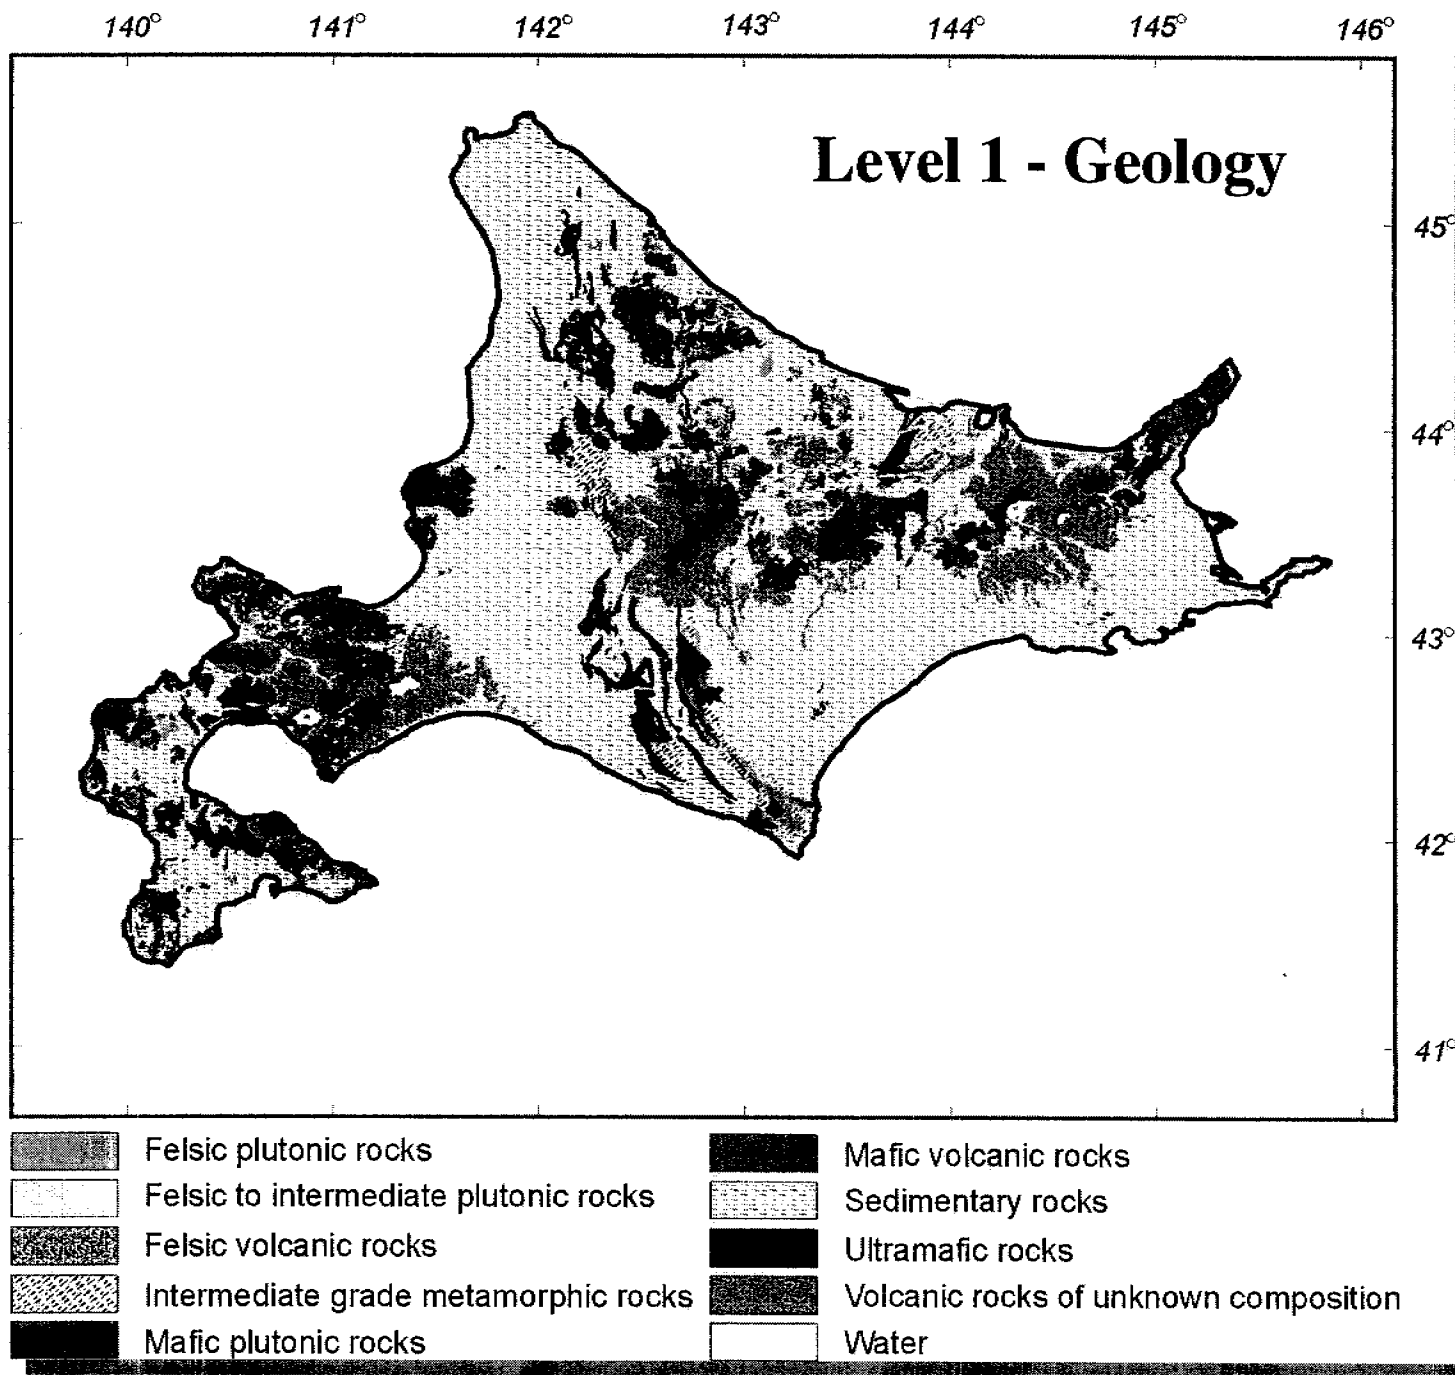 140° 141° 142° 143° 144° 145° 146°
Level 1 - Geology
45°
44°
43°
42°
41°
Felsic plutonic rocks
Felsic to intermediate plutonic rocks
Felsic volcanic rocks
Intermediate grade metamorphic rocks
Mafic plutonic rocks
Mafic volcanic rocks
Sedimentary rocks
Ultramafic rocks
Volcanic rocks of unknown composition
Water